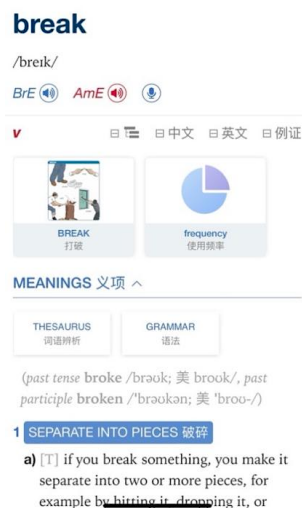 break
/breɪk/
BrE AmE
v 中文 英文 例证
BREAK frequency
打破 使用频率
MEANINGS 义项
THESAURUS GRAMMAR
词语辨析 语法
(past tense broke /brəʊk; 美 broʊk/, past
participle broken /ˈbrəʊkən; 美 ˈbroʊ-/)
1 SEPARATE INTO PIECES 破碎
a) [T] if you break something, you make it
separate into two or more pieces, for
example by hitting it, dropping it, or